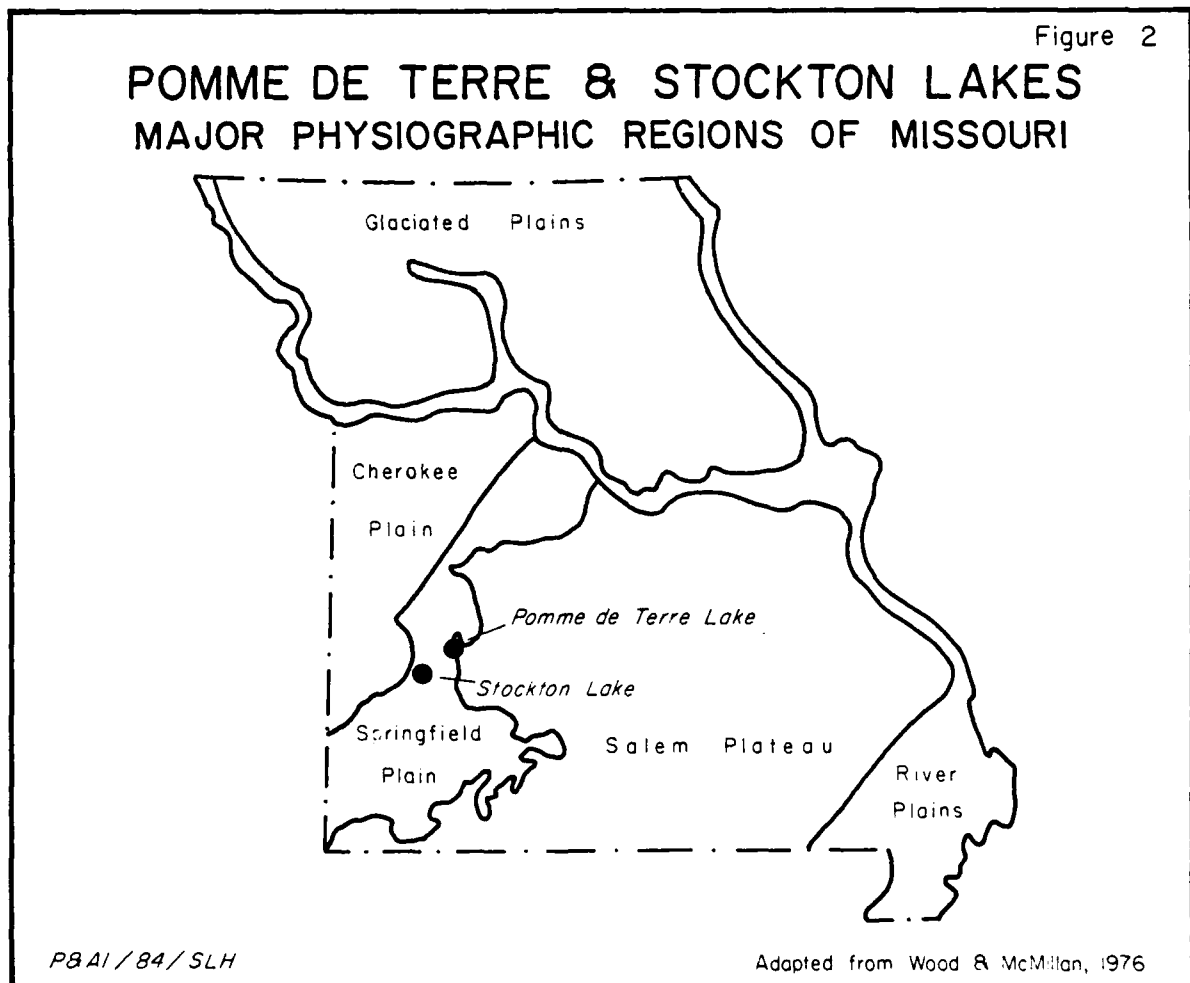 Figure 2
POMME DE TERRE & STOCKTON LAKES
MAJOR PHYSIOGRAPHIC REGIONS OF MISSOURI
Glaciated Plains
Cherokee
Plain
Pomme de Terre Lake
Stockton Lake
Springfield
Plain
Salem Plateau
River
Plains
P&A1/84/SLH
Adapted from Wood & McMillan, 1976